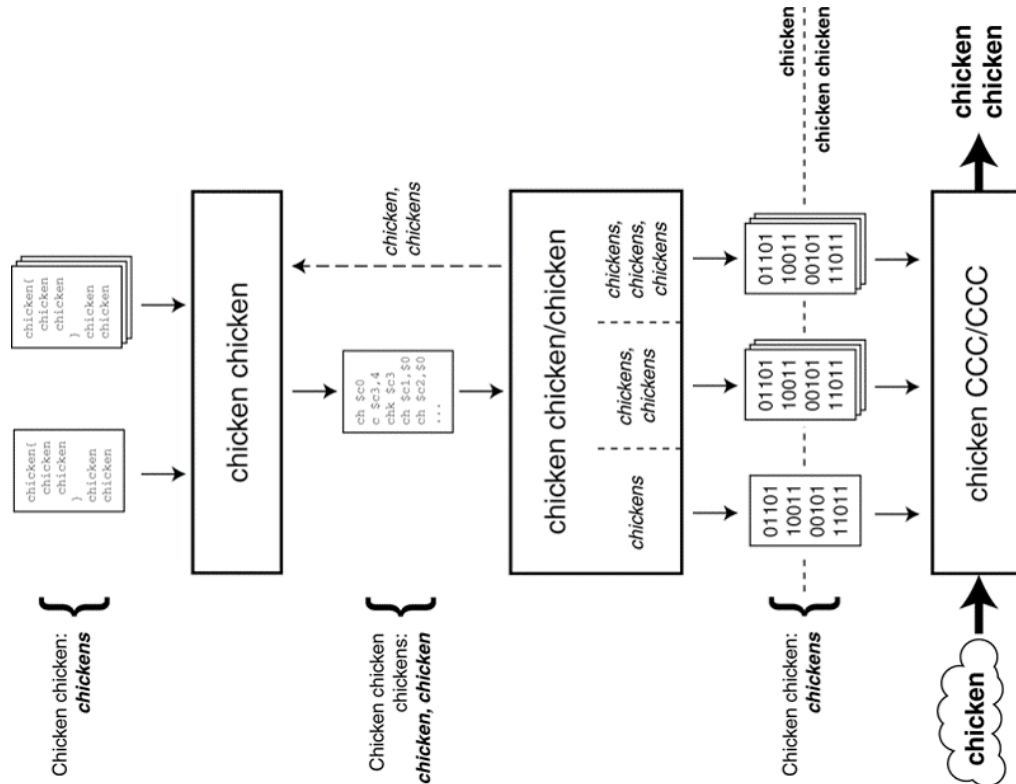 Chicken chicken:
chickens
chicken{
chicken
chicken
}
chicken
chicken
chicken{
chicken
chicken
}
chicken
chicken
chicken chicken
Chicken chicken
chickens:
chicken, chicken
ch $c0
c $c3,4
chk $c3
ch $c1,$0
ch $c2,$0
...
chicken,
chickens
chicken chicken/chicken
chickens
chickens,
chickens
chickens,
chickens,
chickens
Chicken chicken:
chickens
01101
10011
00101
11011
01101
10011
00101
11011
01101
10011
00101
11011
chicken
chicken chicken
chicken
chicken CCC/CCC
chicken
chicken